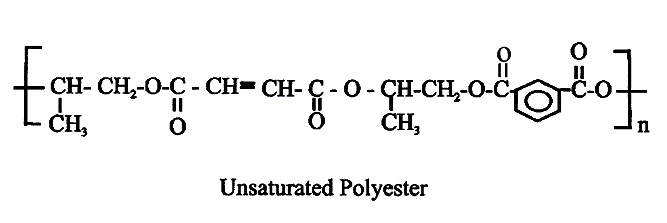 O O
CH - CH₂-O-C - CH=CH- C - O - CH-CH₂-O-C C-O
CH₃ O O CH₃ n
Unsaturated Polyester